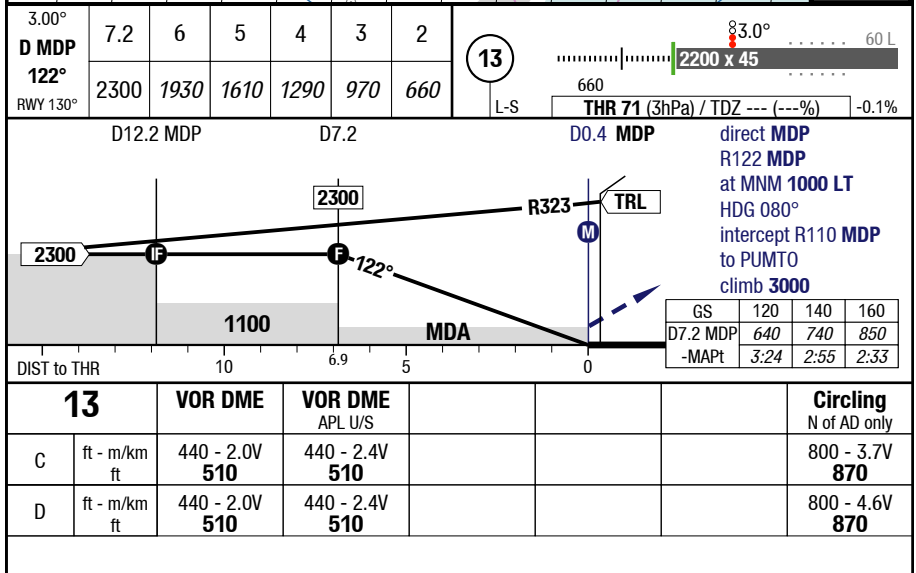 3.00°
D MDP
122°
RWY 130°
7.2 6 5 4 3 2
2300 1930 1610 1290 970 660
13
L-S
3.0°
60 L
2200 x 45
660
THR 71 (3hPa) / TDZ --- (---%)
-0.1%
D12.2 MDP D7.2 D0.4 MDP
direct MDP
R122 MDP
at MNM 1000 LT
HDG 080°
intercept R110 MDP
to PUMTO
climb 3000
2300
R323
TRL
M
2300
IF
F
122°
1100
MDA
DIST to THR
10 6.9 5 0
GS 120 140 160
D7.2 MDP 640 740 850
-MAPt 3:24 2:55 2:33
13 VOR DME VOR DME Circling
APL U/S N of AD only
C ft - m/km 440 - 2.0V 440 - 2.4V 800 - 3.7V
ft 510 510 870
D ft - m/km 440 - 2.0V 440 - 2.4V 800 - 4.6V
ft 510 510 870